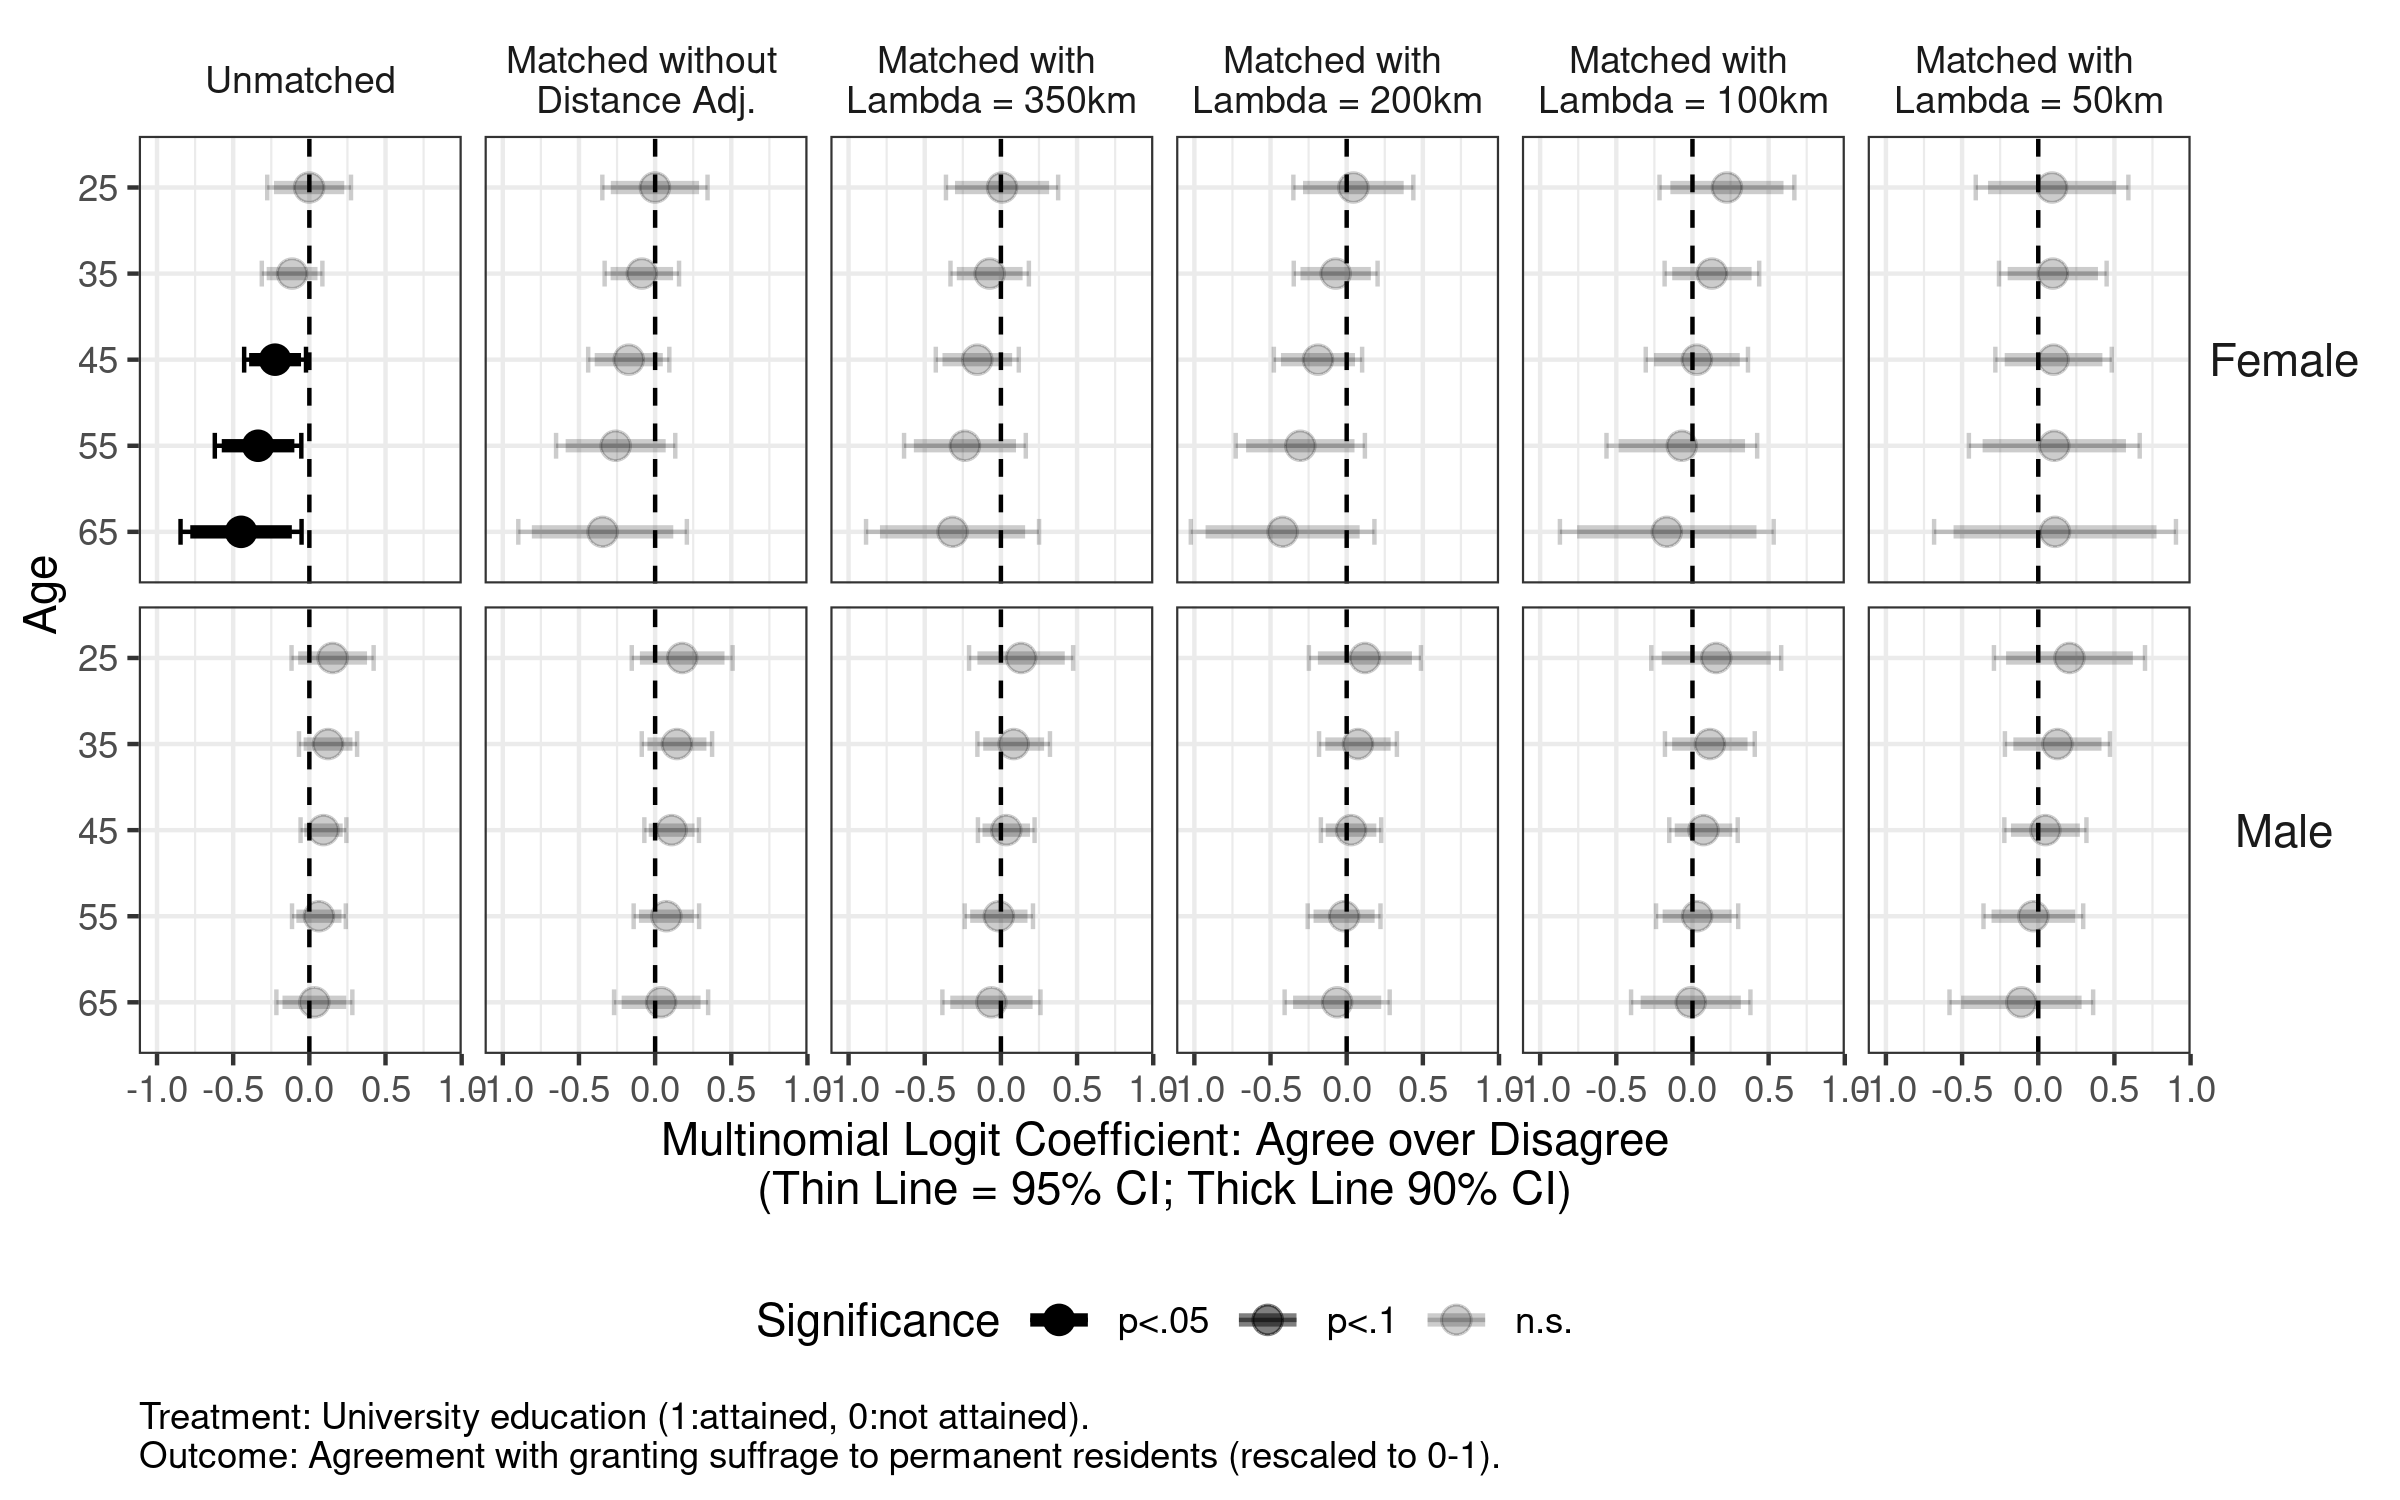 Unmatched
Matched without
Distance Adj.
Matched with
Lambda = 350km
Matched with
Lambda = 200km
Matched with
Lambda = 100km
Matched with
Lambda = 50km
Age
25
35
45
55
65
Female
25
35
45
55
65
Male
-1.0 -0.5 0.0 0.5 1.0
-1.0 -0.5 0.0 0.5 1.0
-1.0 -0.5 0.0 0.5 1.0
-1.0 -0.5 0.0 0.5 1.0
-1.0 -0.5 0.0 0.5 1.0
-1.0 -0.5 0.0 0.5 1.0
Multinomial Logit Coefficient: Agree over Disagree
(Thin Line = 95% CI; Thick Line 90% CI)
Significance p<.05 p<.1 n.s.
Treatment: University education (1:attained, 0:not attained).
Outcome: Agreement with granting suffrage to permanent residents (rescaled to 0-1).